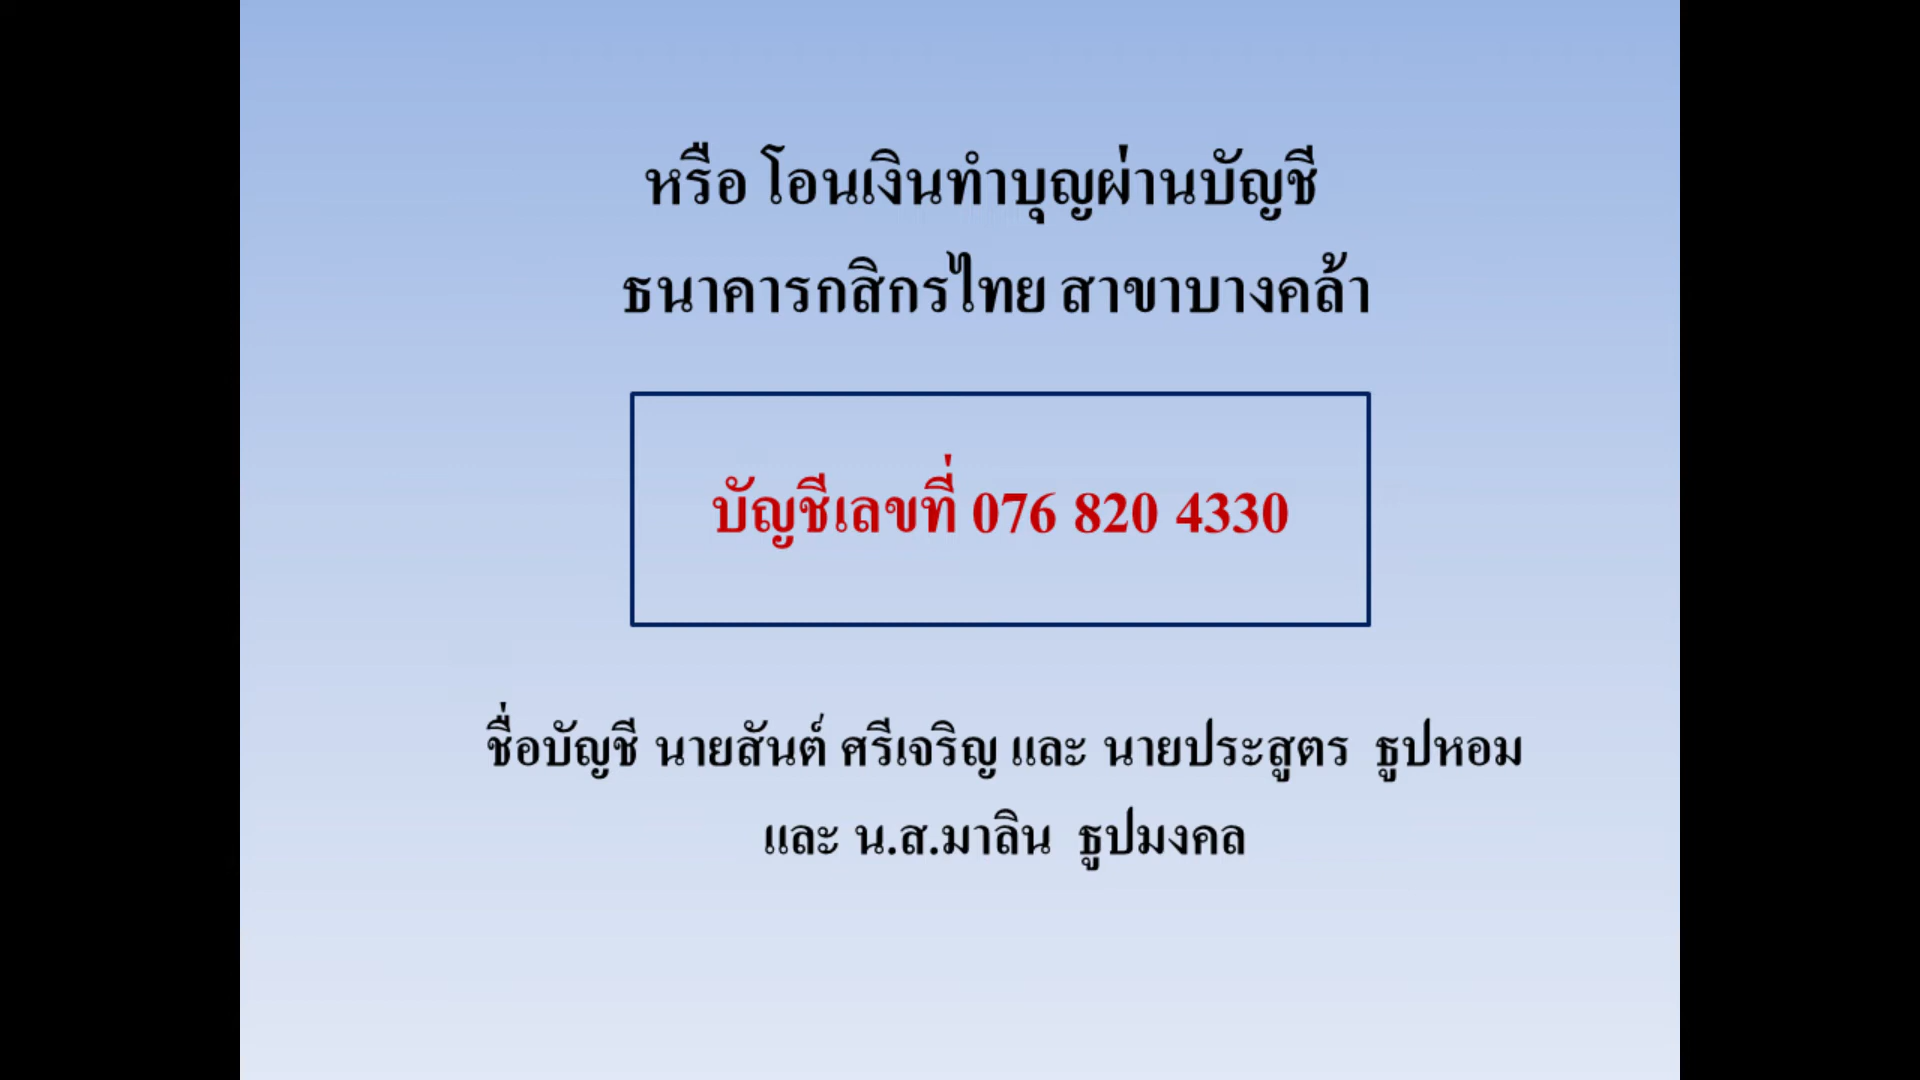 หรือ โอนเงินทำบุญผ่านบัญชี
ธนาคารกสิกรไทย สาขาบางคล้า
บัญชีเลขที่ 076 820 4330
ชื่อบัญชี นายสันต์ ศรีเจริญ และ นายประสูตร  ธูปหอม
และ น.ส.มาลิน  ธูปมงคล